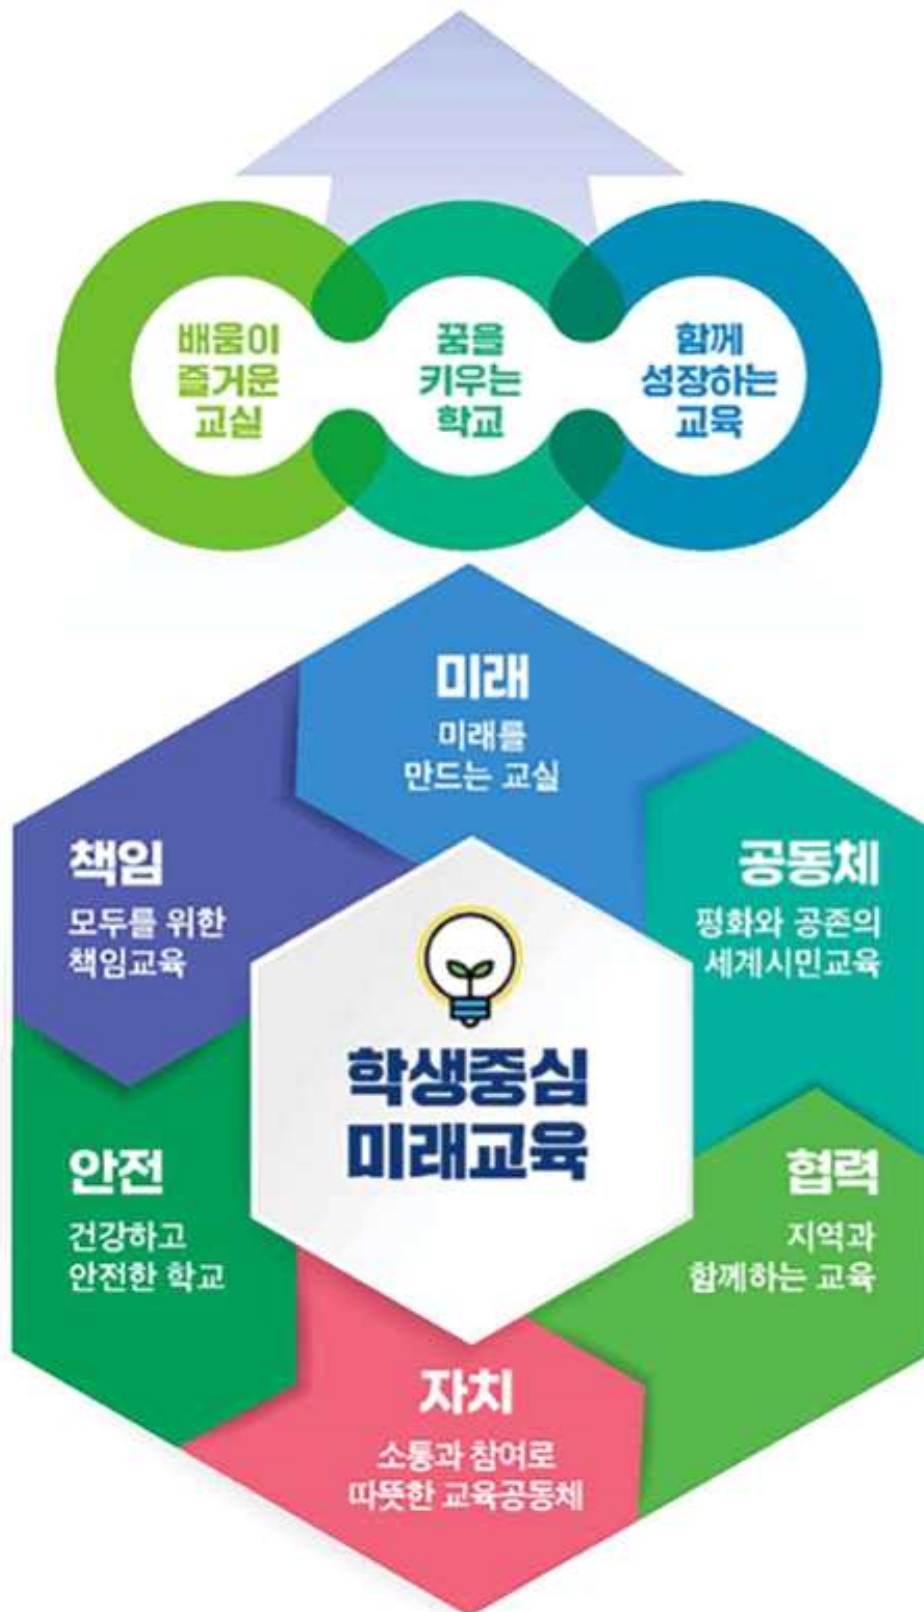 배움이
즐거운
교실
꿈을
키우는
학교
함께
성장하는
교육
미래
미래를
만드는 교실
책임
모두를 위한
책임교육
공동체
평화와 공존의
세계시민교육
학생중심
미래교육
안전
건강하고
안전한 학교
협력
지역과
함께하는 교육
자치
소통과 참여로
따뜻한 교육공동체